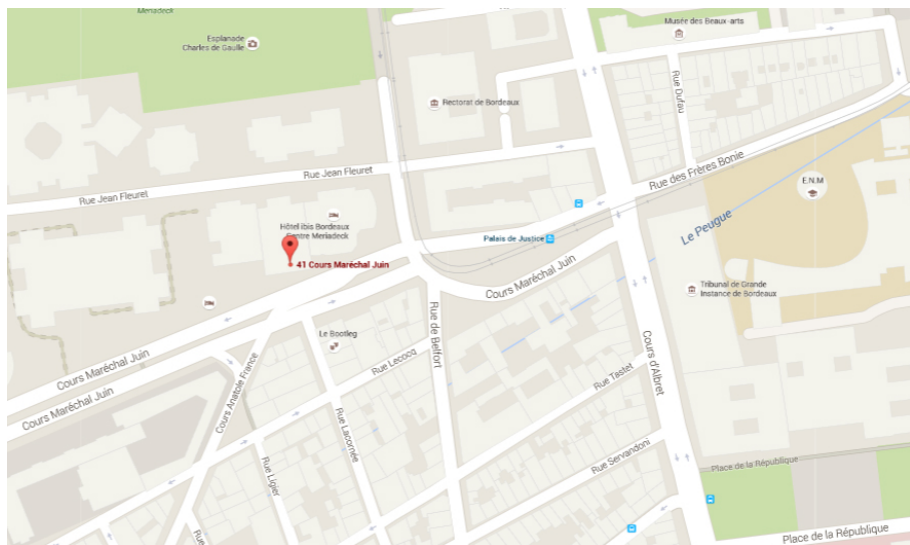 Meriadeck
Esplanade
Charles de Gaulle
Musée des Beaux-arts
Rue Dufau
Rectorat de Bordeaux
Rue Jean Fleuret
Rue Jean Fleuret
Rue des Frères Bonie
E.N.M
Le Peugue
Hôtel ibis Bordeaux
Centre Meriadeck
Palais de Justice
41 Cours Maréchal Juin
Cours Maréchal Juin
Tribunal de Grande
Instance de Bordeaux
Le Bootleg
Rue de Belfort
Rue Lecocq
Cours d'Albret
Cours Maréchal Juin
Cours Maréchal Juin
Cours Anatole France
Rue Tastet
Rue Lacornée
Rue Ligier
Rue Servandoni
Place de la République
Place de la République